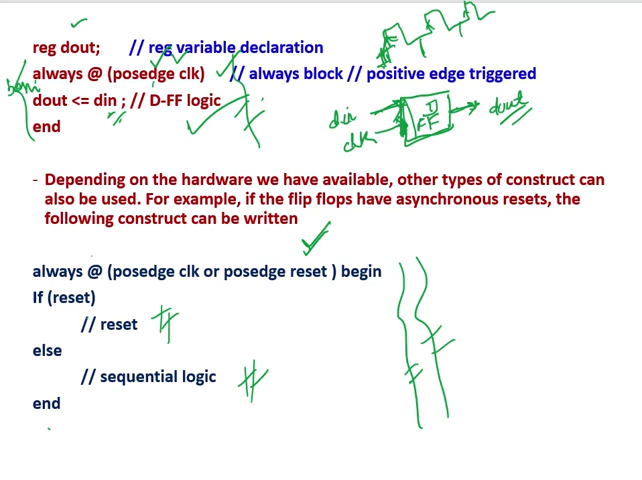 reg dout; // reg variable declaration
always @ (posedge clk) // always block // positive edge triggered
dout <= din ; // D-FF logic
end
din
clk
D
FF
dout
- Depending on the hardware we have available, other types of construct can
also be used. For example, if the flip flops have asynchronous resets, the
following construct can be written
always @ (posedge clk or posedge reset ) begin
If (reset)
// reset
else
// sequential logic
end